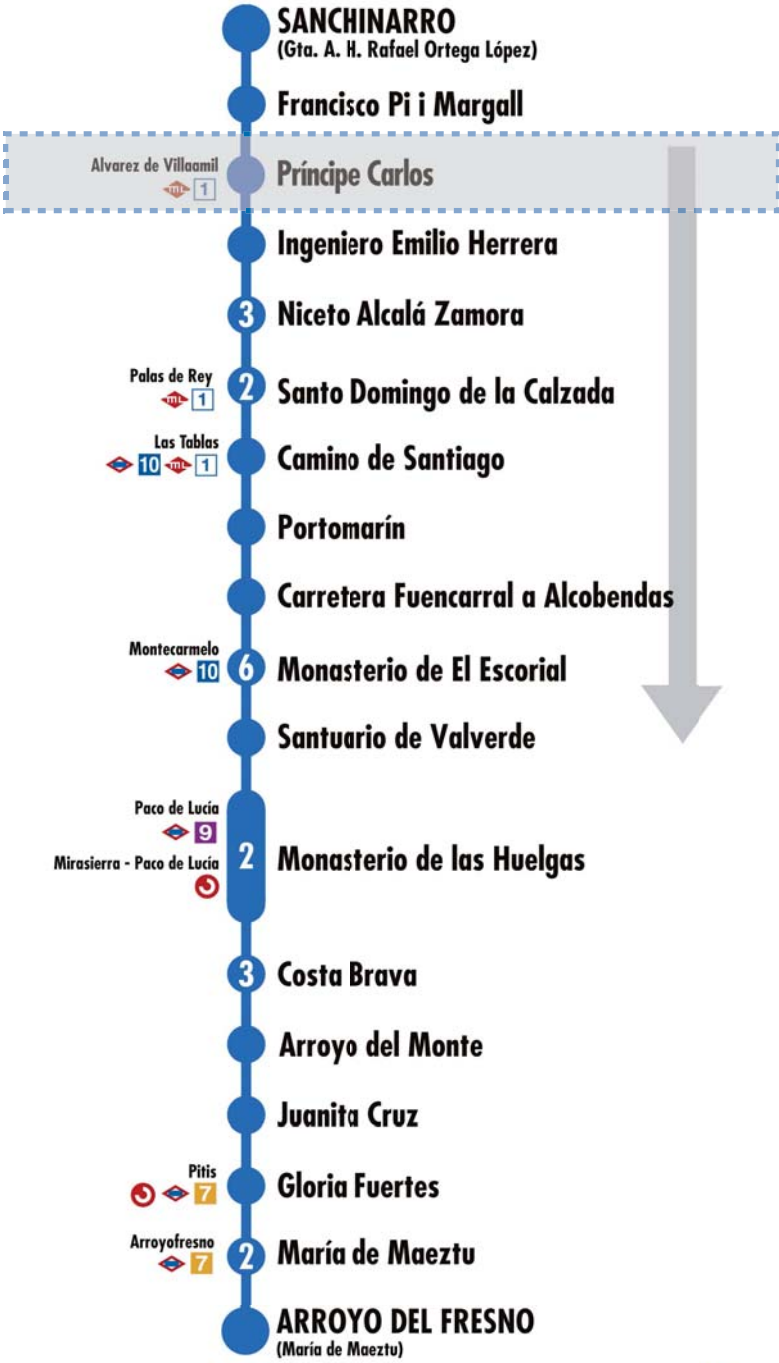 SANCHINARRO
(Gta. A. H. Rafael Ortega López)
Francisco Pi i Margall
Alvarez de Villaamil
ML 1
Príncipe Carlos
Ingeniero Emilio Herrera
3 Niceto Alcalá Zamora
Palas de Rey
ML 1
2 Santo Domingo de la Calzada
Las Tablas
10 ML 1
Camino de Santiago
Portomarín
Carretera Fuencarral a Alcobendas
Montecarmelo
10
6 Monasterio de El Escorial
Santuario de Valverde
Paco de Lucía
9
Mirasierra - Paco de Lucía
2 Monasterio de las Huelgas
3 Costa Brava
Arroyo del Monte
Juanita Cruz
Pitis
7
Gloria Fuertes
Arroyofresno
7
2 María de Maeztu
ARROYO DEL FRESNO
(María de Maeztu)